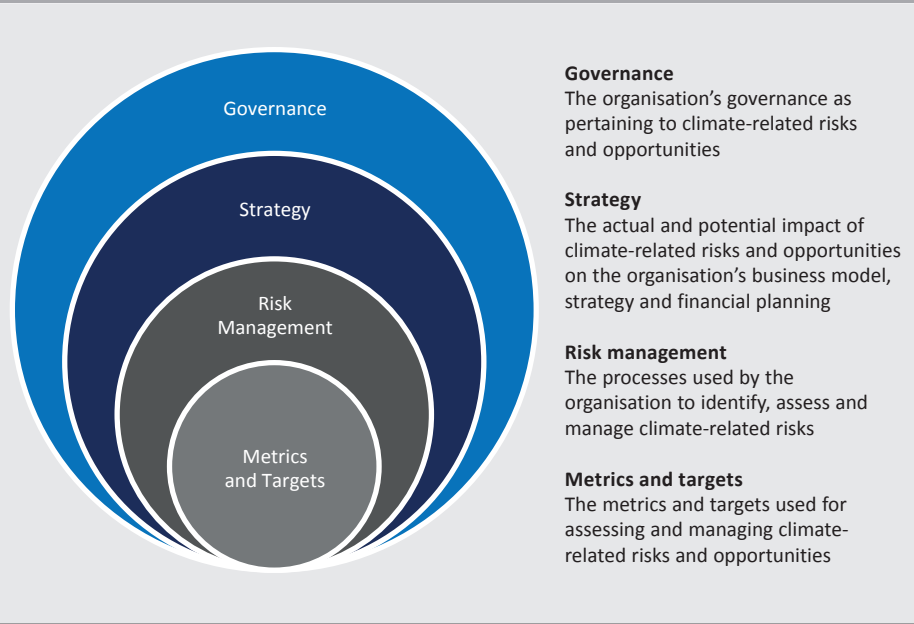 Governance
Strategy
Risk
Management
Metrics
and Targets
Governance
The organisation's governance as
pertaining to climate-related risks
and opportunities
Strategy
The actual and potential impact of
climate-related risks and opportunities
on the organisation's business model,
strategy and financial planning
Risk management
The processes used by the
organisation to identify, assess and
manage climate-related risks
Metrics and targets
The metrics and targets used for
assessing and managing climate-
related risks and opportunities